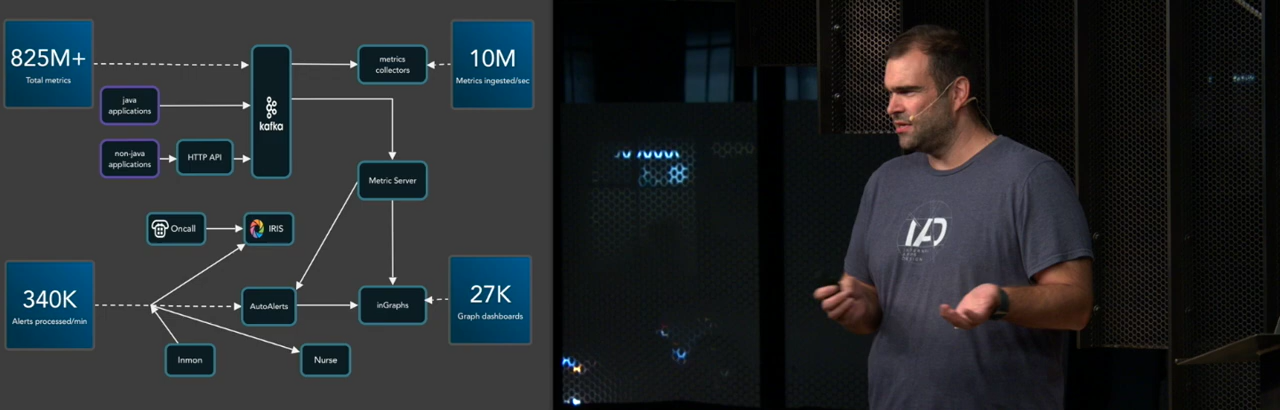 825M+
Total metrics
10M
Metrics ingested/sec
metrics
collectors
java
applications
kafka
non-java
applications
HTTP API
Metric Server
Oncall
IRIS
340K
Alerts processed/min
AutoAlerts
inGraphs
27K
Graph dashboards
Inmon
Nurse